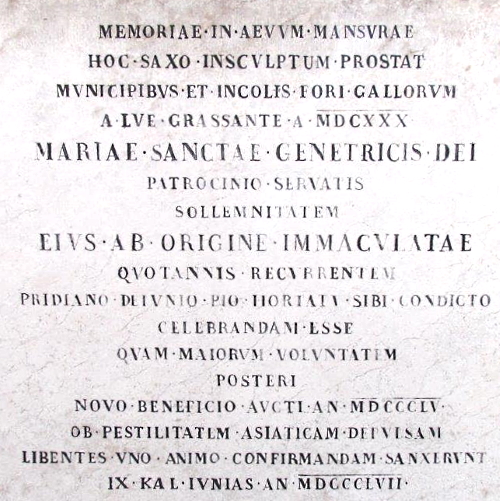 MEMORIAE·IN·AEVVM·MANSVRAE
HOC·SAXO·INSCVLPTVM·PROSTAT
MVNICIPIBVS·ET·INCOLIS·FORI·GALLORVM
A·LVE·GRASSANTE·A·MDCXXX·
MARIAE·SANCTAE·GENETRICIS·DEI
PATROCINIO·SERVATIS
SOLLEMNITATEM
EIVS·AB·ORIGINE·IMMACVLATAE
QVOTANNIS·RECVRRENTEM
PRIDIANO·DEIVNIO·PIO·HORTATV·SIBI·CONDICTO
CELEBRANDAM·ESSE
QVAM·MAIORVM·VOLVNTATEM
POSTERI
NOVO·BENEFICIO·AVCTI·AN·MDCCCLV·
OB·PESTILITATEM·ASIATICAM·DEPVLSAM
LIBENTES·VNO·ANIMO·CONFIRMANDAM·SANXERVNT
IX·KAL·IVNIAS·AN·MDCCCLVII·